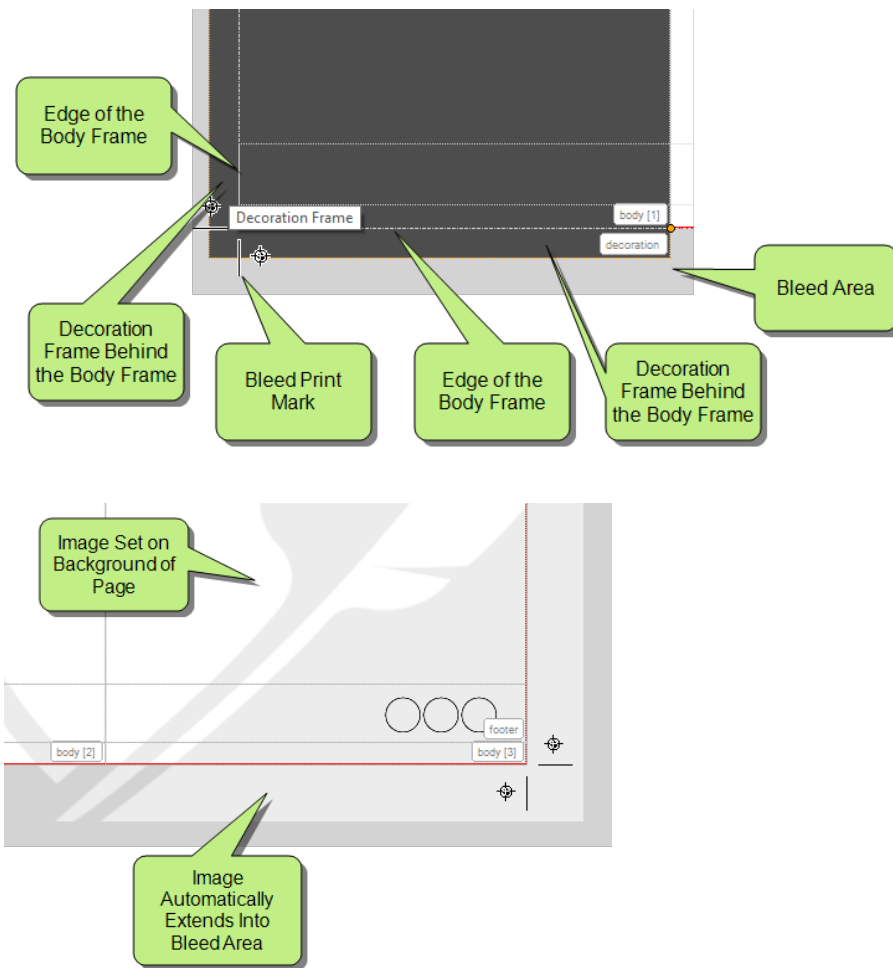 Edge of the
Body Frame
Decoration Frame
body [1]
decoration
Bleed Area
Decoration
Frame Behind
the Body Frame
Bleed Print
Mark
Edge of the
Body Frame
Decoration
Frame Behind
the Body Frame
Image Set on
Background of
Page
footer
body [2]
body [3]
Image
Automatically
Extends Into
Bleed Area